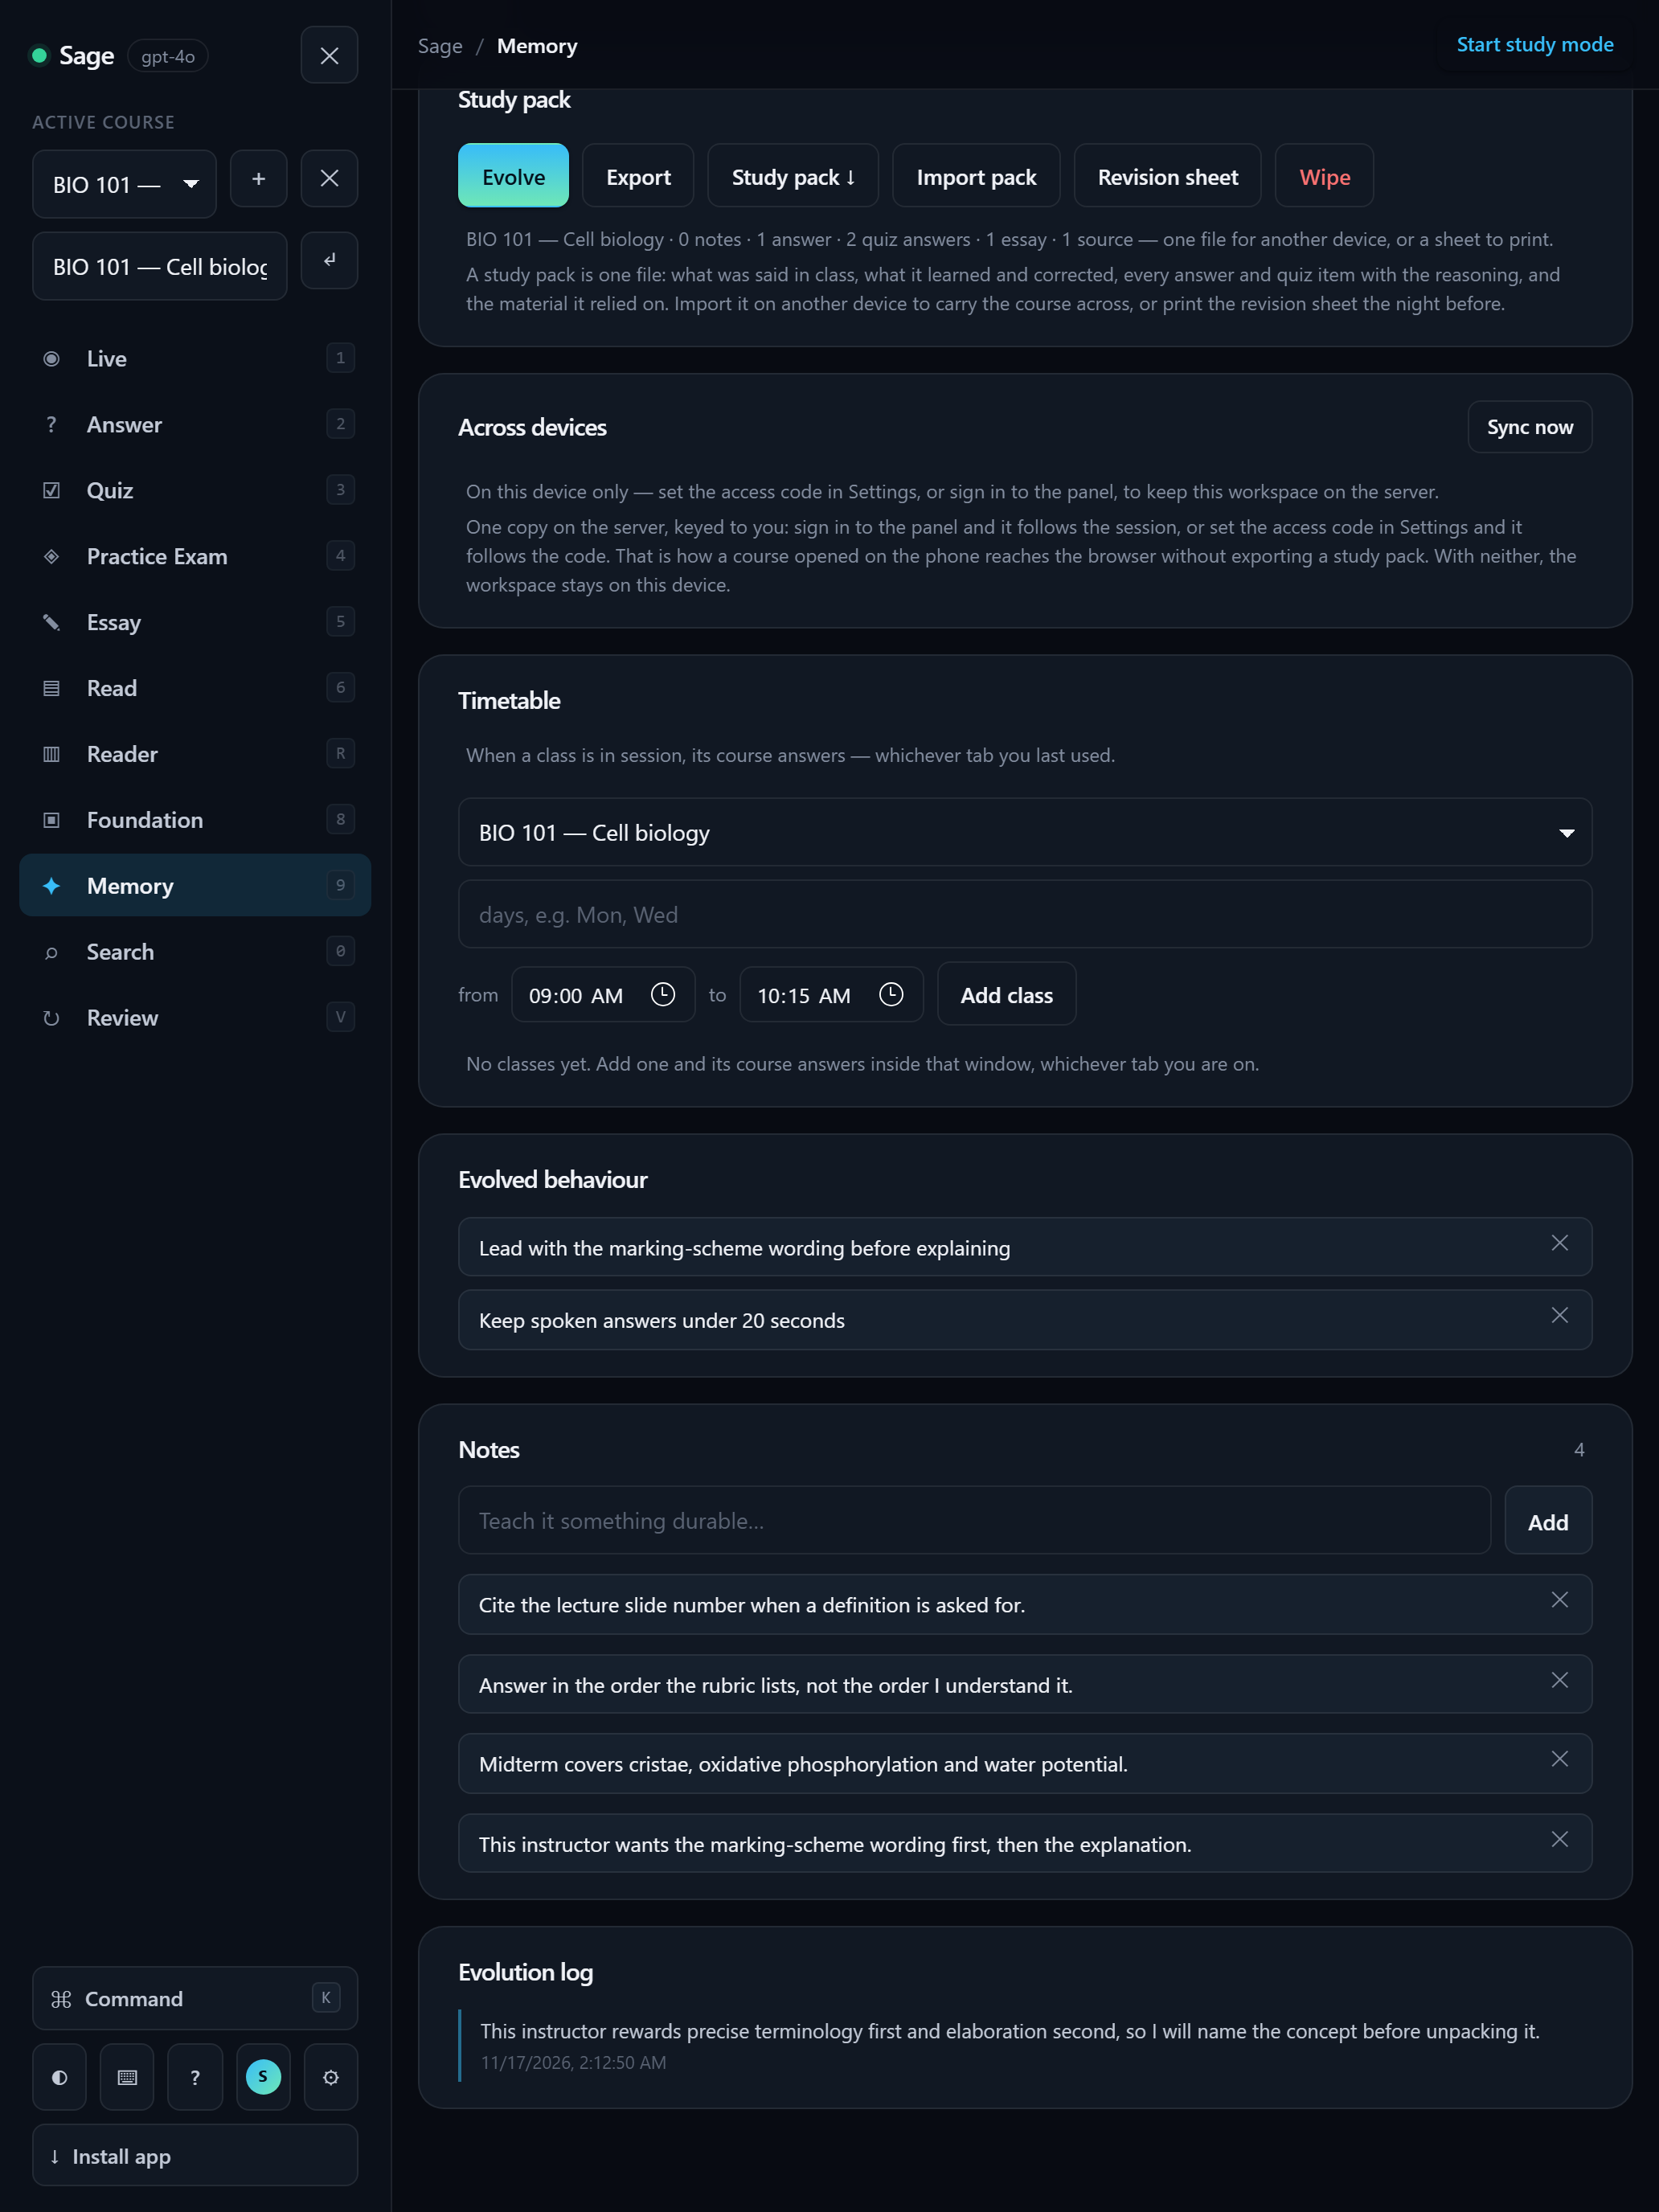 Sage gpt-4o
ACTIVE COURSE
BIO 101 —
+
BIO 101 — Cell biolog
Live 1
? Answer 2
Quiz 3
Practice Exam 4
Essay 5
Read 6
Reader R
Foundation 8
Memory 9
Search 0
Review V
⌘ Command K
?
S
↓ Install app
Sage / Memory
Start study mode
Study pack
Evolve
Export
Study pack ↓
Import pack
Revision sheet
Wipe
BIO 101 — Cell biology · 0 notes · 1 answer · 2 quiz answers · 1 essay · 1 source — one file for another device, or a sheet to print.
A study pack is one file: what was said in class, what it learned and corrected, every answer and quiz item with the reasoning, and
the material it relied on. Import it on another device to carry the course across, or print the revision sheet the night before.
Across devices
Sync now
On this device only — set the access code in Settings, or sign in to the panel, to keep this workspace on the server.
One copy on the server, keyed to you: sign in to the panel and it follows the session, or set the access code in Settings and it
follows the code. That is how a course opened on the phone reaches the browser without exporting a study pack. With neither, the
workspace stays on this device.
Timetable
When a class is in session, its course answers — whichever tab you last used.
BIO 101 — Cell biology
days, e.g. Mon, Wed
from 09:00 AM to 10:15 AM Add class
No classes yet. Add one and its course answers inside that window, whichever tab you are on.
Evolved behaviour
Lead with the marking-scheme wording before explaining
Keep spoken answers under 20 seconds
Notes 4
Teach it something durable...
Add
Cite the lecture slide number when a definition is asked for.
Answer in the order the rubric lists, not the order I understand it.
Midterm covers cristae, oxidative phosphorylation and water potential.
This instructor wants the marking-scheme wording first, then the explanation.
Evolution log
This instructor rewards precise terminology first and elaboration second, so I will name the concept before unpacking it.
11/17/2026, 2:12:50 AM